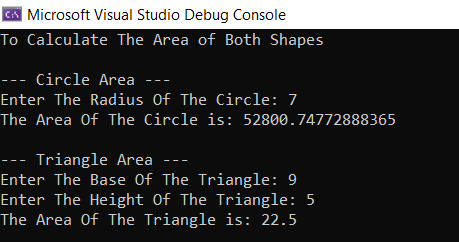 Microsoft Visual Studio Debug Console
To Calculate The Area of Both Shapes
--- Circle Area ---
Enter The Radius Of The Circle: 7
The Area Of The Circle is: 52800.74772888365
--- Triangle Area ---
Enter The Base Of The Triangle: 9
Enter The Height Of The Triangle: 5
The Area Of The Triangle is: 22.5